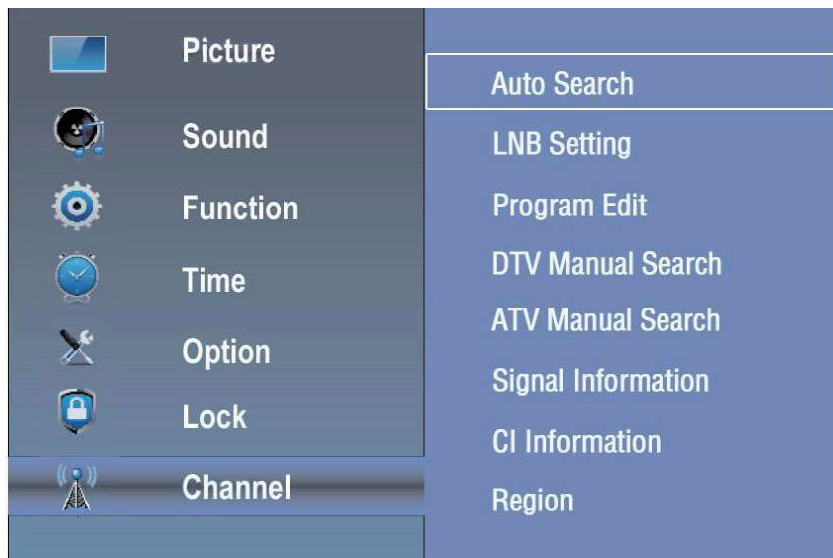 Picture
Sound
Function
Time
Option
Lock
Channel
Auto Search
LNB Setting
Program Edit
DTV Manual Search
ATV Manual Search
Signal Information
CI Information
Region